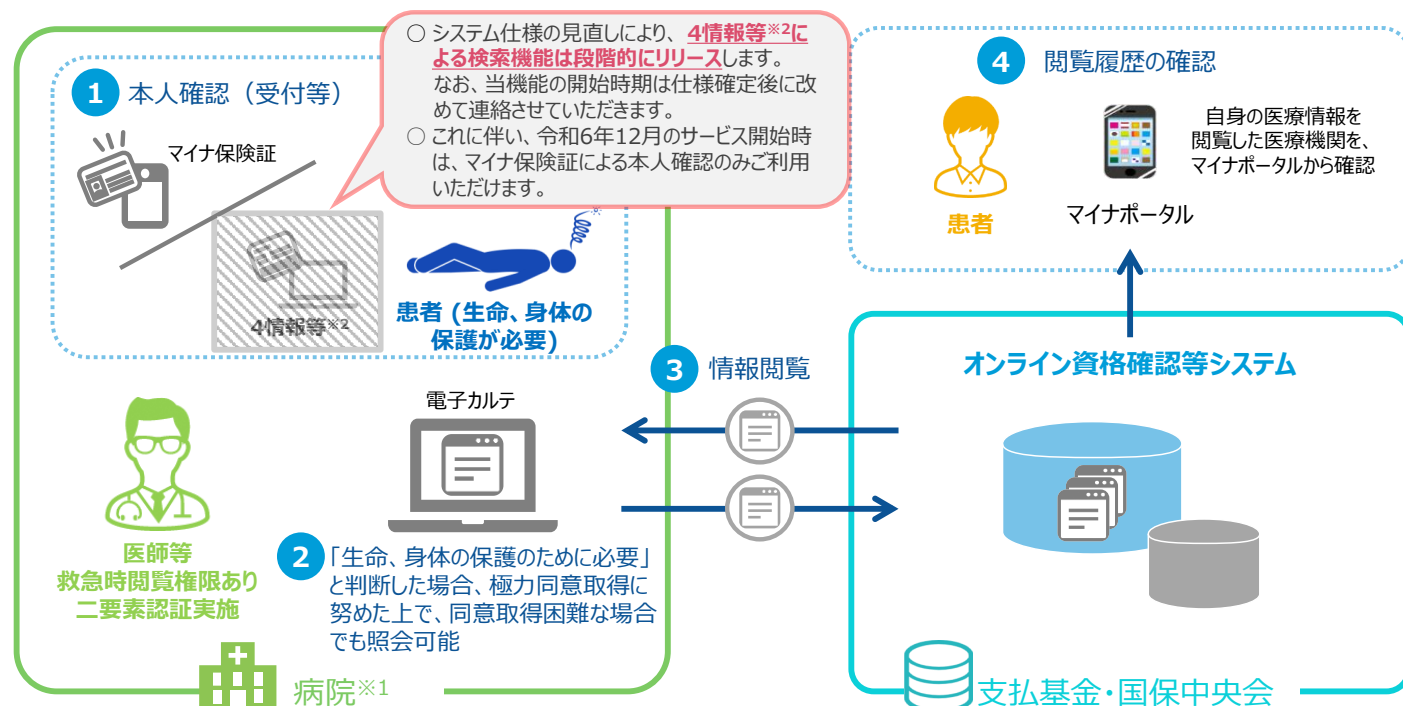 ○ システム仕様の見直しにより、4情報等※2に
よる検索機能は段階的にリリースします。
なお、当機能の開始時期は仕様確定後に改
めて連絡させていただきます。
○ これに伴い、令和6年12月のサービス開始時
は、マイナ保険証による本人確認のみご利用
いただけます。
1 本人確認（受付等）
マイナ保険証
4情報等※2
患者 (生命、身体の
保護が必要)
4 閲覧履歴の確認
自身の医療情報を
閲覧した医療機関を、
マイナポータルから確認
患者
マイナポータル
3 情報閲覧
オンライン資格確認等システム
電子カルテ
医師等
救急時閲覧権限あり
二要素認証実施
2 「生命、身体の保護のために必要」
と判断した場合、極力同意取得に
努めた上で、同意取得困難な場合
でも照会可能
病院※1
支払基金・国保中央会